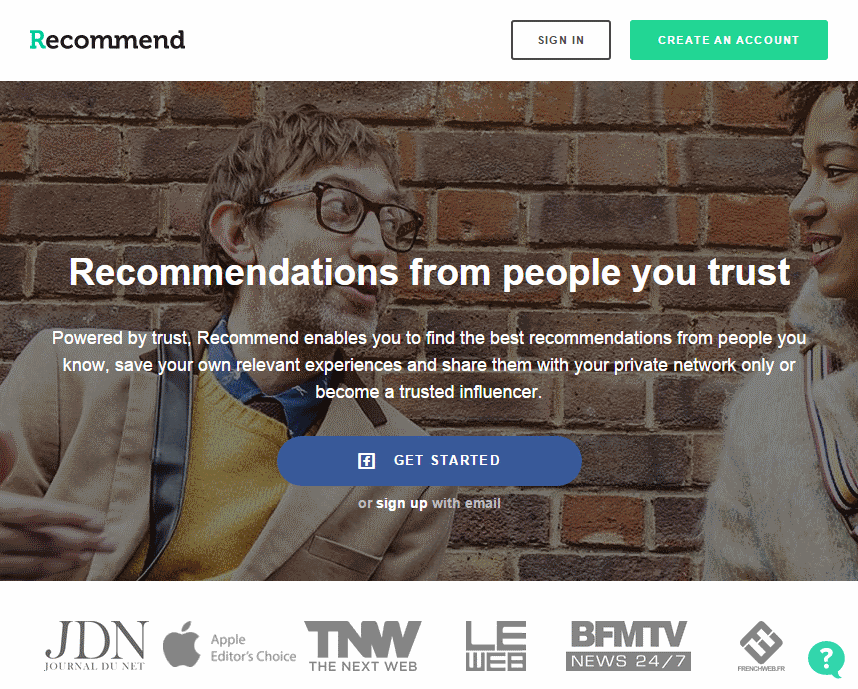 Recommend
SIGN IN
CREATE AN ACCOUNT
Recommendations from people you trust
Powered by trust, Recommend enables you to find the best recommendations from people you
know, save your own relevant experiences and share them with your private network only or
become a trusted influencer.
GET STARTED
or sign up with email
JDN
JOURNAL DU NET
Apple
Editor's Choice
TNW
THE NEXT WEB
LE
WEB
BFMTV
NEWS 24/7
FRENCHWEB.FR
?